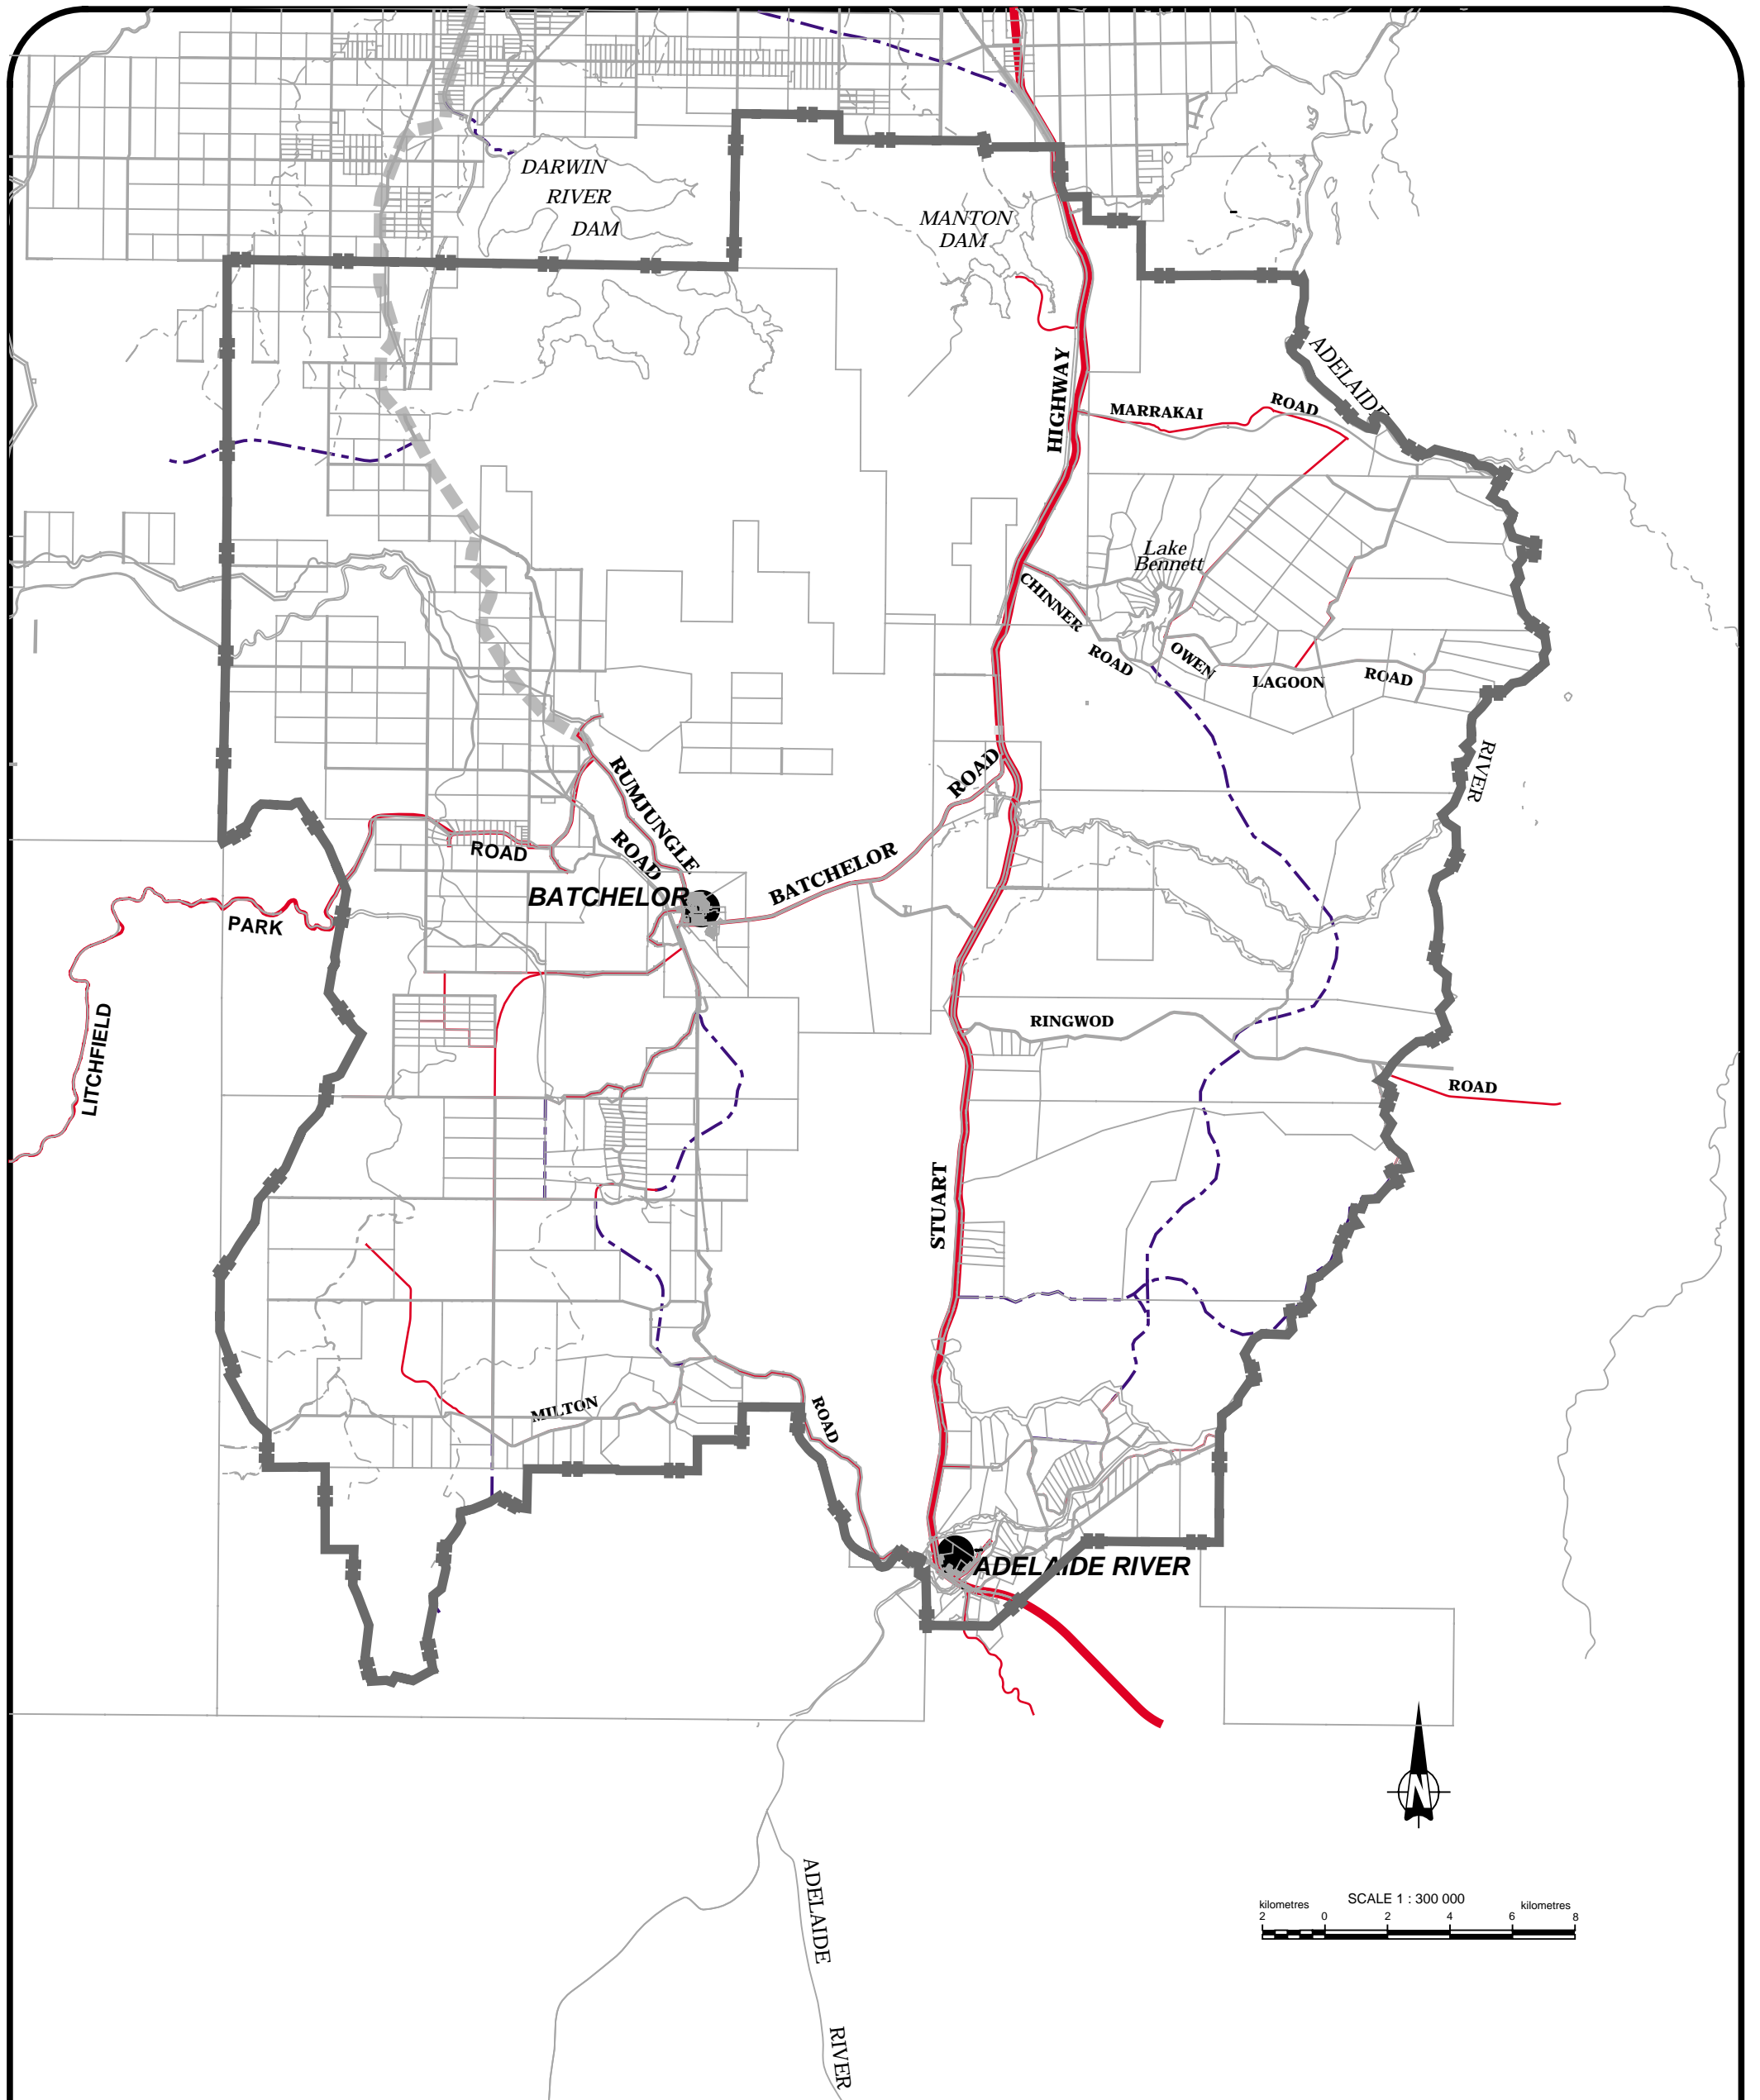 DARWIN
RIVER
DAM
MANTON
DAM
ADELAIDE
HIGHWAY
MARRAKAI
ROAD
Lake
Bennett
CHINNER
ROAD
OWEN
LAGOON
ROAD
RIVER
RUMJUNGLE
ROAD
ROAD
BATCHELOR
BATCHELOR
ROAD
PARK
LITCHFIELD
RINGWOD
ROAD
STUART
MILTON
ROAD
ADELAIDE RIVER
N
SCALE 1 : 300 000
kilometres
kilometres
2
0
2
4
6
8
ADELAIDE
RIVER